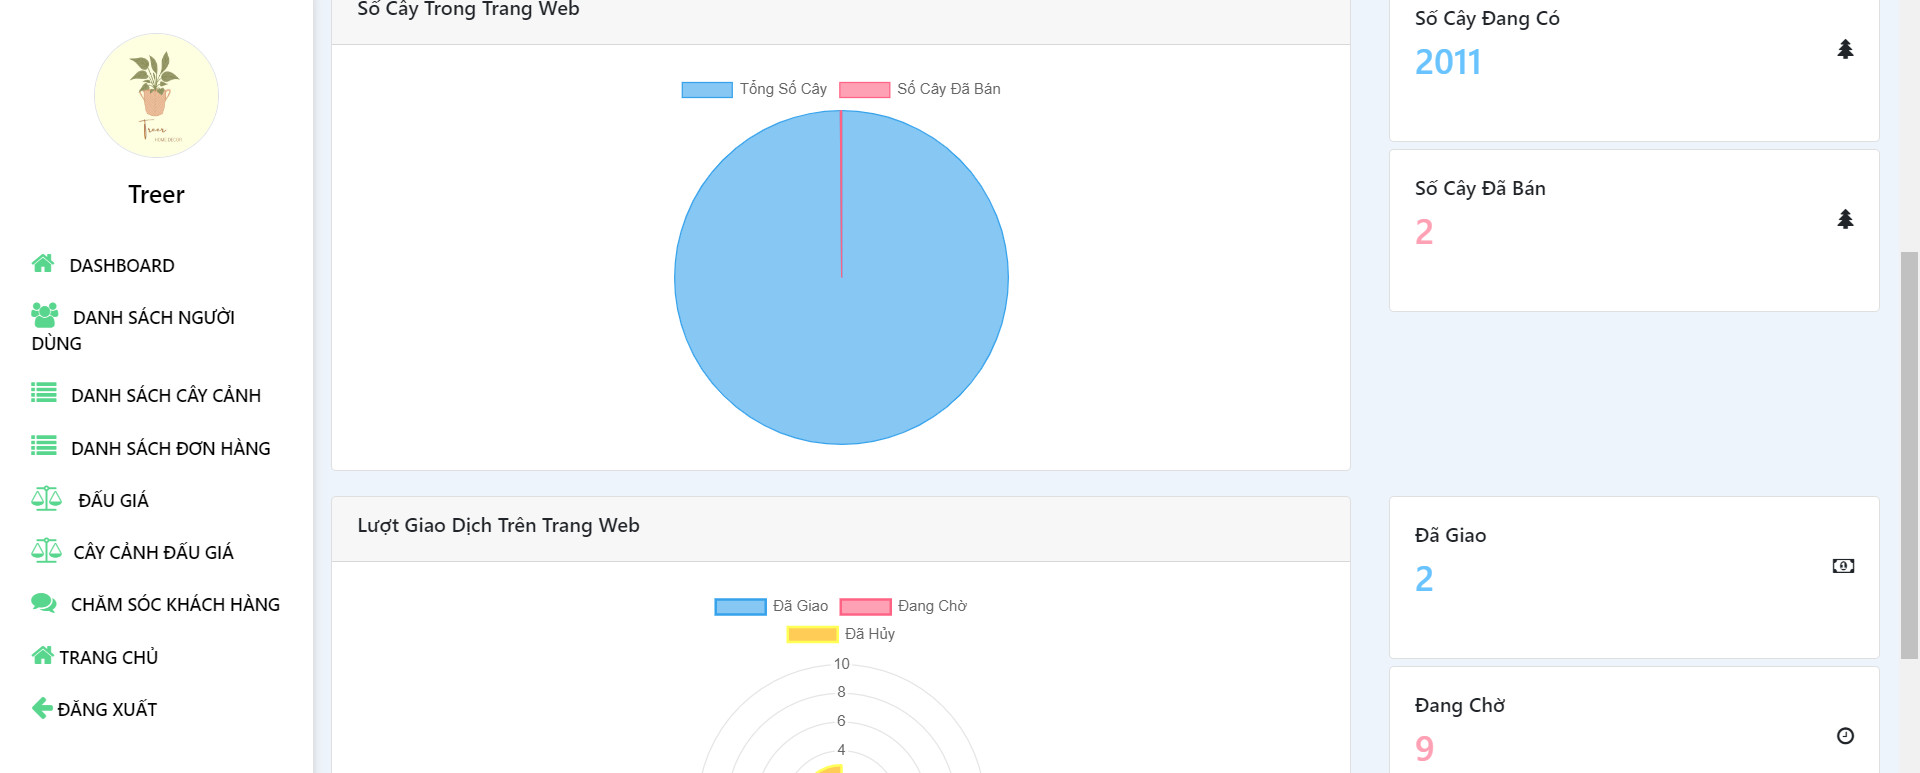 Treer
HOME DECOR
Treer
DASHBOARD
DANH SÁCH NGƯỜI
DÙNG
DANH SÁCH CÂY CẢNH
DANH SÁCH ĐƠN HÀNG
ĐẤU GIÁ
CÂY CẢNH ĐẤU GIÁ
CHĂM SÓC KHÁCH HÀNG
TRANG CHỦ
ĐĂNG XUẤT
Số Cây Trong Trang Web
Tổng Số Cây
Số Cây Đã Bán
Số Cây Đang Có
2011
Số Cây Đã Bán
2
Lượt Giao Dịch Trên Trang Web
Đã Giao
Đang Chờ
Đã Hủy
10
8
6
4
Đã Giao
2
Đang Chờ
9